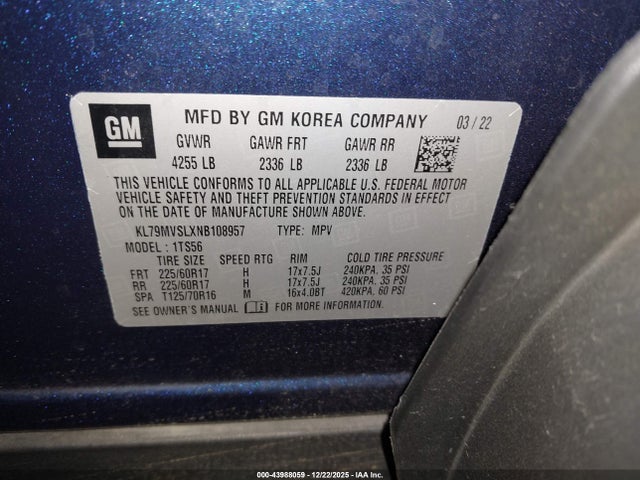 GM
MFD BY GM KOREA COMPANY 03 / 22
GVWR GAWR FRT GAWR RR
4255 LB 2336 LB 2336 LB
THIS VEHICLE CONFORMS TO ALL APPLICABLE U.S. FEDERAL MOTOR
VEHICLE SAFETY AND THEFT PREVENTION STANDARDS IN EFFECT
ON THE DATE OF MANUFACTURE SHOWN ABOVE.
KL79MVSLXNB108957 TYPE: MPV
MODEL : 1TS56
TIRE SIZE SPEED RTG RIM COLD TIRE PRESSURE
FRT 225/60R17 H 17x7.5J 240KPA, 35 PSI
RR 225/60R17 H 17x7.5J 240KPA, 35 PSI
SPA T125/70R16 M 16x4.0BT 420KPA, 60 PSI
SEE OWNER'S MANUAL FOR MORE INFORMATION.
000-43988059 - 12/22/2025 - IAA Inc.